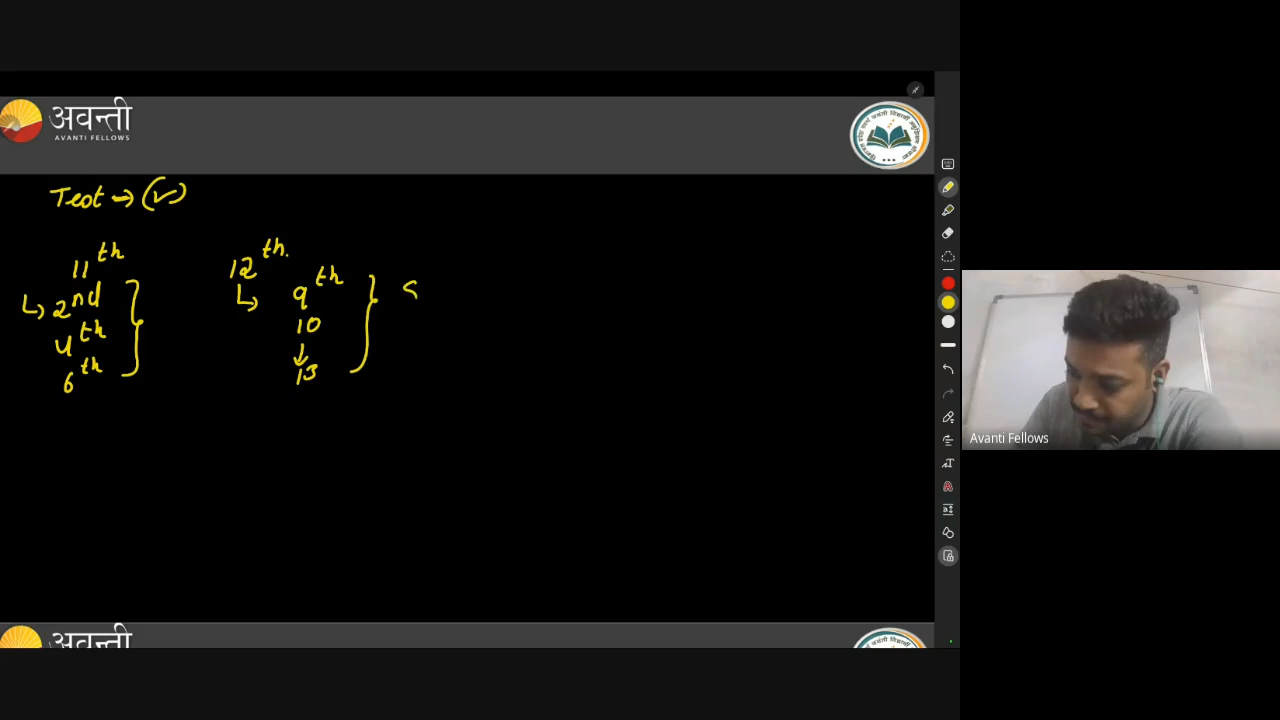 अवन्ती
AVANTI FELLOWS
Test → (✓)
11th
↳ 2nd
4th
6th
12th.
↳ 9th
10
↓
13
Avanti Fellows
अवन्ती